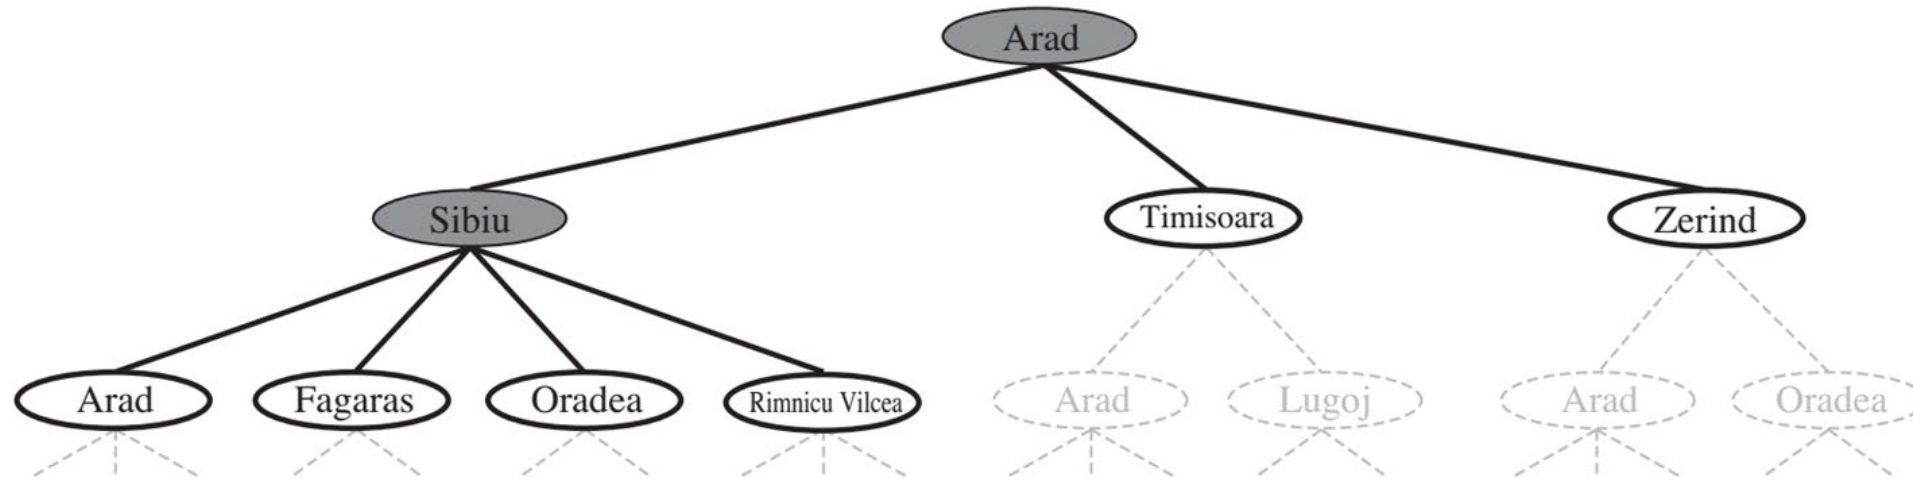 Arad
Sibiu
Timisoara
Zerind
Arad
Fagaras
Oradea
Rimnicu Vilcea
Arad
Lugoj
Arad
Oradea